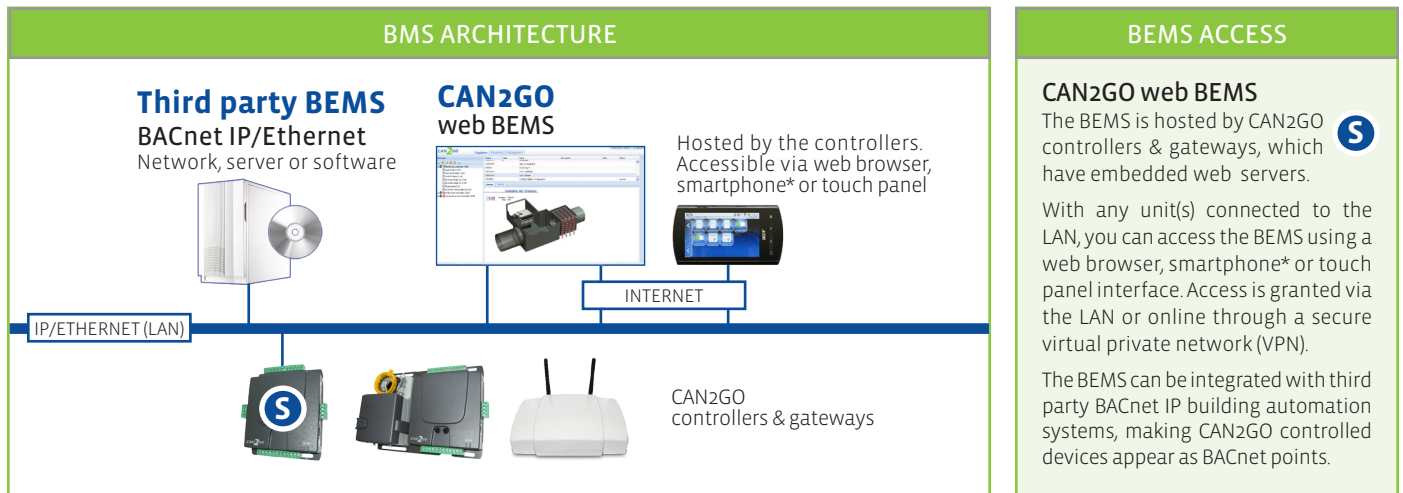 BMS ARCHITECTURE
Third party BEMS
BACnet IP/Ethernet
Network, server or software
CAN2GO
web BEMS
Hosted by the controllers.
Accessible via web browser,
smartphone* or touch panel
INTERNET
IP/ETHERNET (LAN)
S
CAN2GO
CAN2GO
CAN2GO
controllers & gateways
BEMS ACCESS
CAN2GO web BEMS
The BEMS is hosted by CAN2GO
controllers & gateways, which
have embedded web servers.
S
With any unit(s) connected to the
LAN, you can access the BEMS using a
web browser, smartphone* or touch
panel interface. Access is granted via
the LAN or online through a secure
virtual private network (VPN).
The BEMS can be integrated with third
party BACnet IP building automation
systems, making CAN2GO controlled
devices appear as BACnet points.